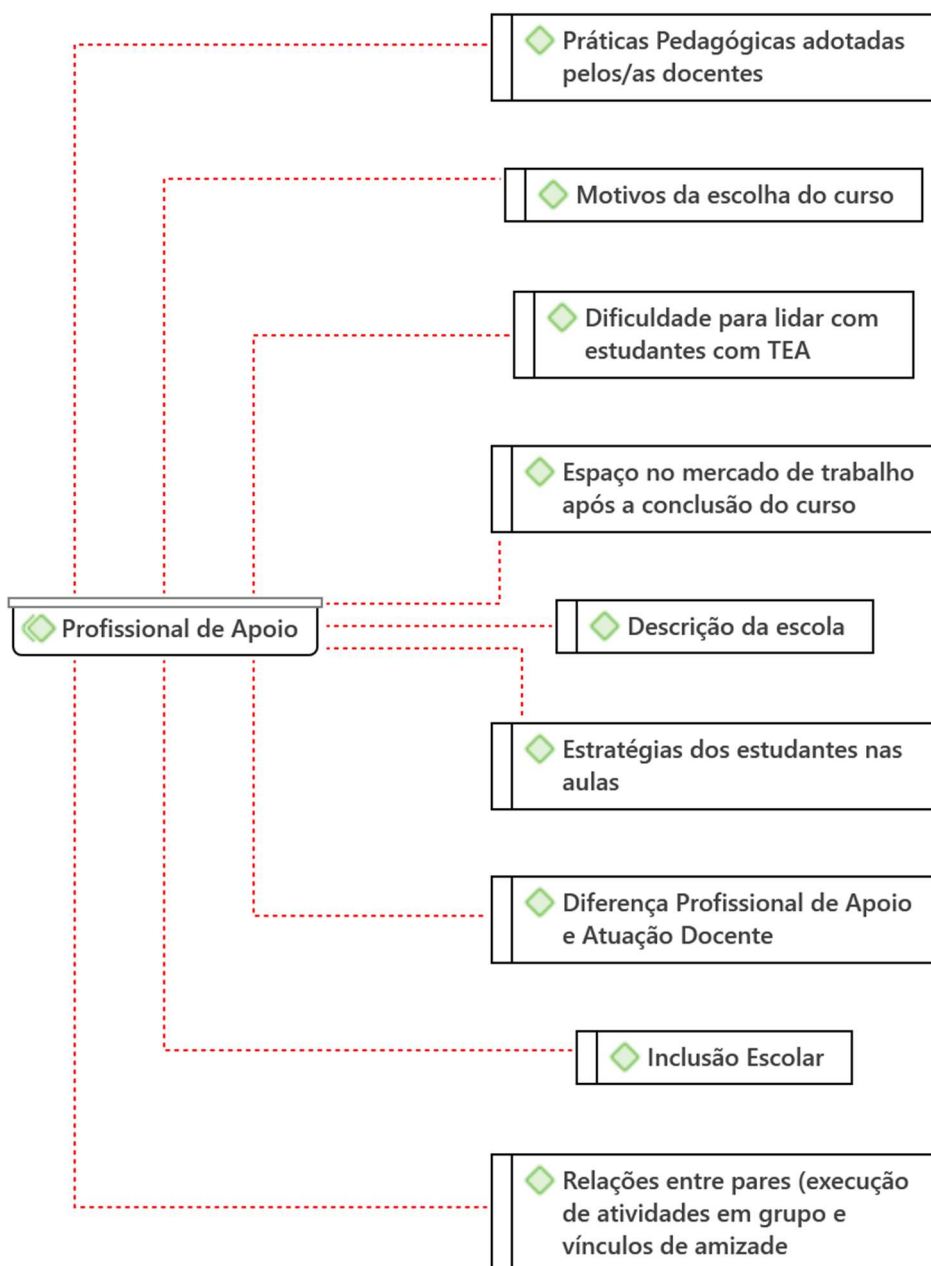 Práticas Pedagógicas adotadas
pelos/as docentes
Motivos da escolha do curso
Dificuldade para lidar com
estudantes com TEA
Espaço no mercado de trabalho
após a conclusão do curso
Profissional de Apoio
Descrição da escola
Estratégias dos estudantes nas
aulas
Diferença Profissional de Apoio
e Atuação Docente
Inclusão Escolar
Relações entre pares (execução
de atividades em grupo e
vínculos de amizade